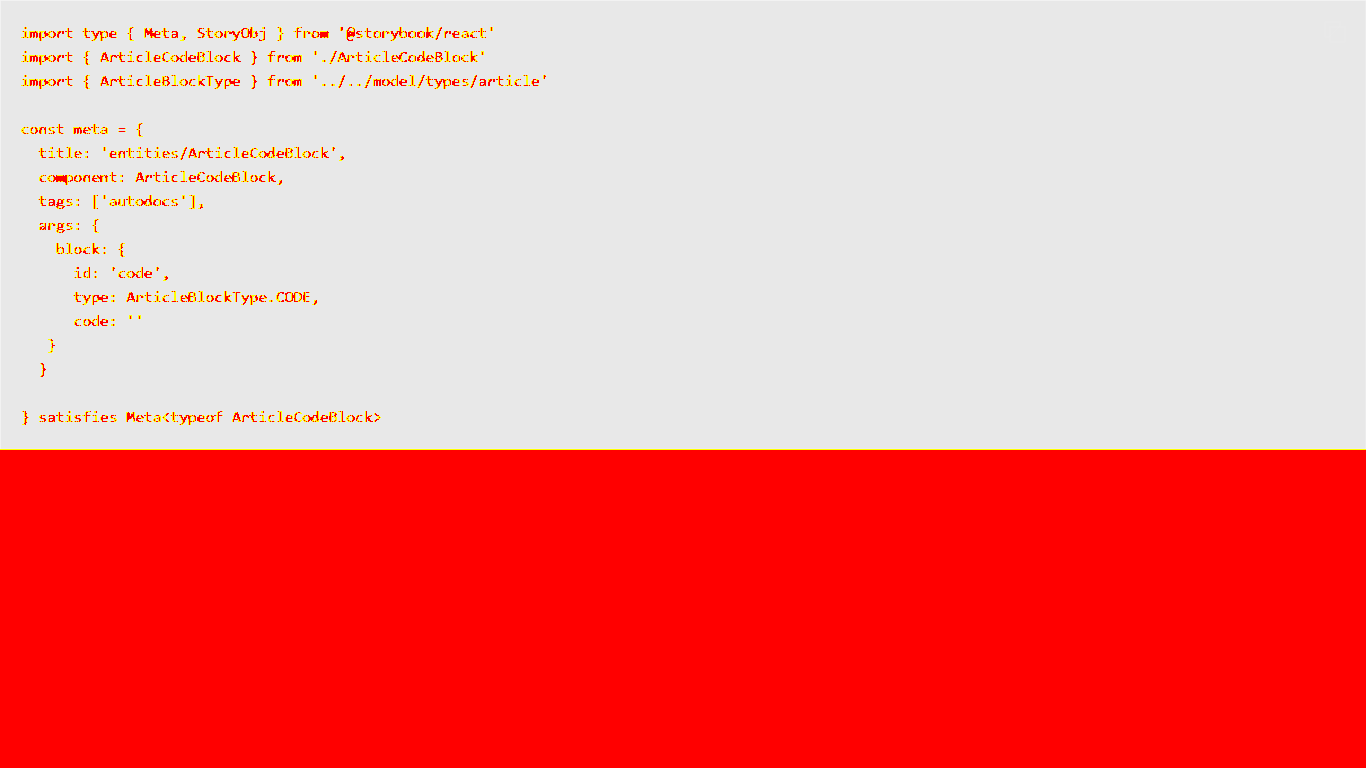 import type { Meta, StoryObj } from '@storybook/react'
import { ArticleCodeBlock } from './ArticleCodeBlock'
import { ArticleBlockType } from '../../model/types/article'

const meta = {
  title: 'entities/ArticleCodeBlock',
  component: ArticleCodeBlock,
  tags: ['autodocs'],
  args: {
    block: {
      id: 'code',
      type: ArticleBlockType.CODE,
      code: ''
   }
  }

} satisfies Meta<typeof ArticleCodeBlock>